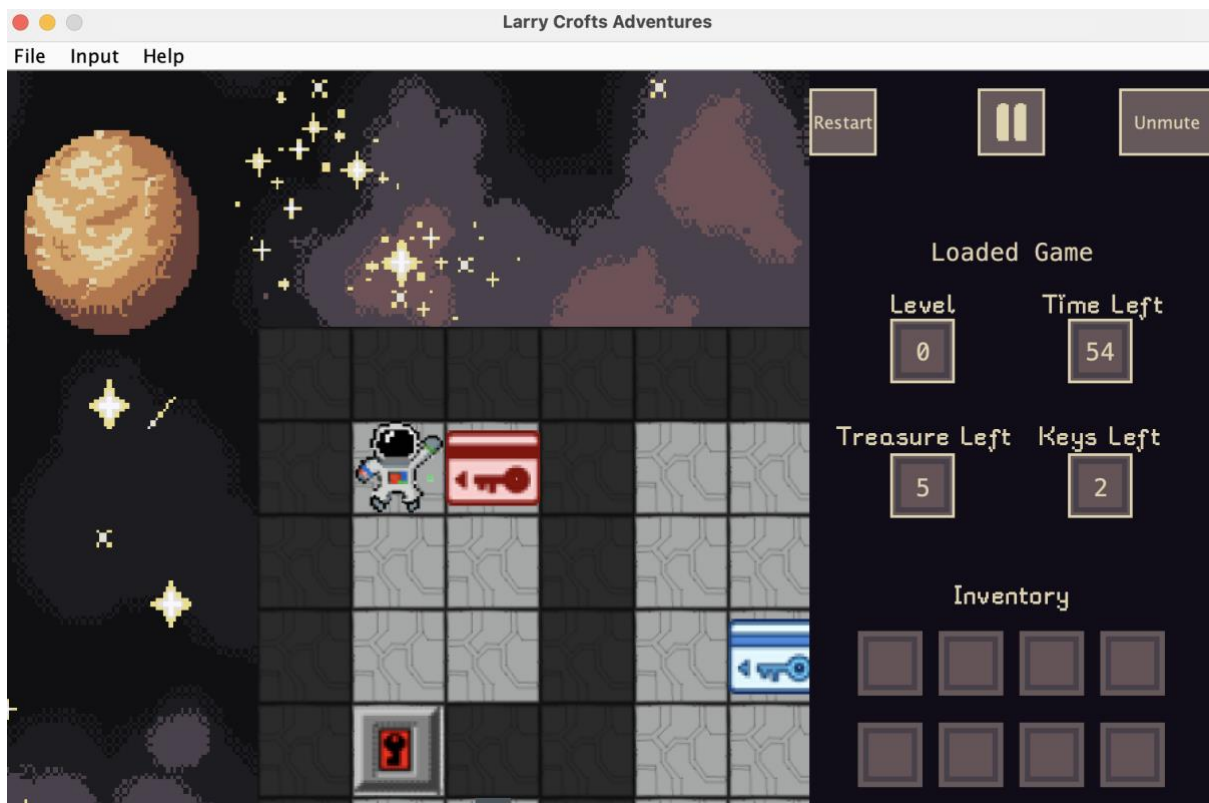 Larry Crofts Adventures
File Input Help
Restart
Unmute
Loaded Game
Level
Time Left
0
54
Treasure Left
Keys Left
5
2
Inventory